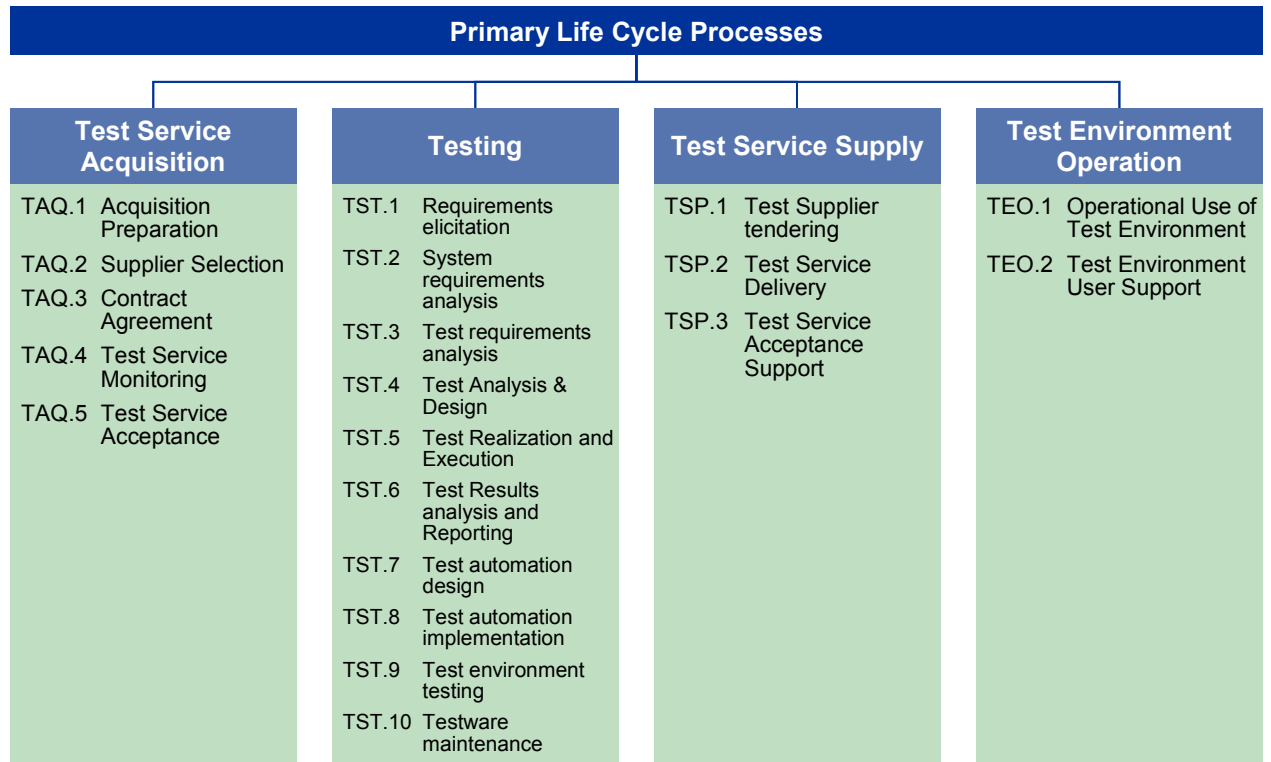 Primary Life Cycle Processes
Test Service
Acquisition
TAQ.1 Acquisition
Preparation
TAQ.2 Supplier Selection
TAQ.3 Contract
Agreement
TAQ.4 Test Service
Monitoring
TAQ.5 Test Service
Acceptance
Testing
TST.1 Requirements
elicitation
TST.2 System
requirements
analysis
TST.3 Test requirements
analysis
TST.4 Test Analysis &
Design
TST.5 Test Realization and
Execution
TST.6 Test Results
analysis and
Reporting
TST.7 Test automation
design
TST.8 Test automation
implementation
TST.9 Test environment
testing
TST.10 Testware
maintenance
Test Service Supply
TSP.1 Test Supplier
tendering
TSP.2 Test Service
Delivery
TSP.3 Test Service
Acceptance
Support
Test Environment
Operation
TEO.1 Operational Use of
Test Environment
TEO.2 Test Environment
User Support